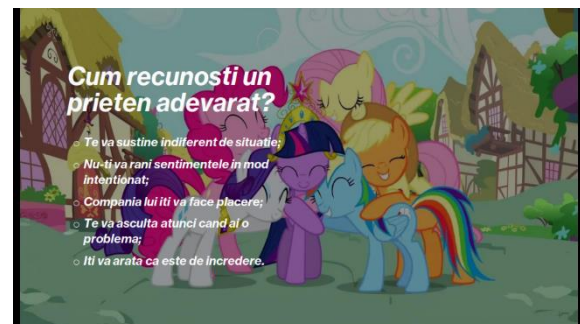 Cum recunosti un
prieten adevarat?
○ Te va sustine indiferent de situatie;
○ Nu-ti va rani sentimentele in mod
intentionat;
○ Compania lui iti va face placere;
○ Te va asculta atunci cand ai o
problema;
○ Iti va arata ca este de incredere.